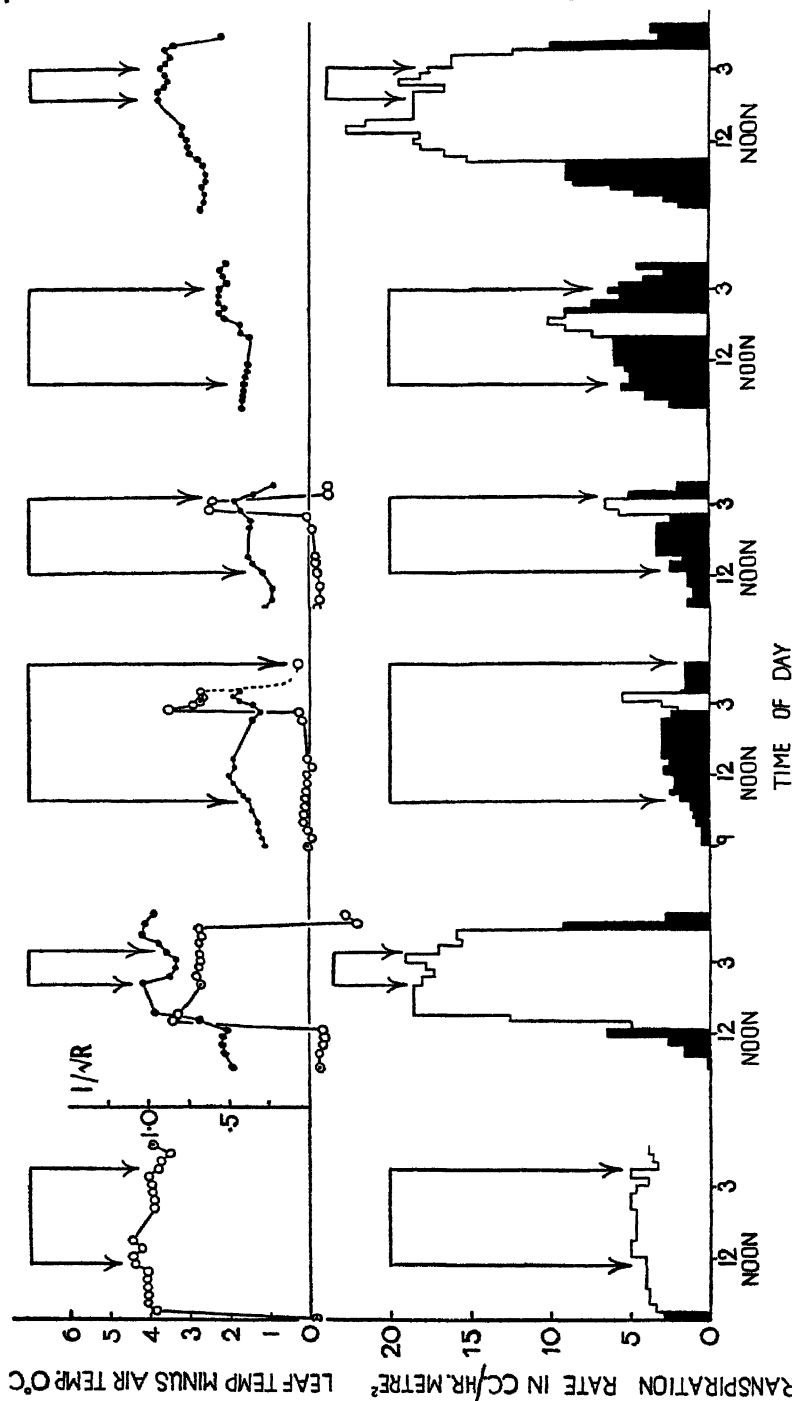 LEAF TEMP MINUS AIR TEMP. O°C
6 5 4 3 2 1 0
1/√R
1.0 .5
RANSPIRATION RATE IN CC/HR.METRE²
20 15 10 5 0
12 3 12 3 9 12 3 12 3 12 3 12 3
NOON NOON NOON NOON NOON NOON
TIME OF DAY